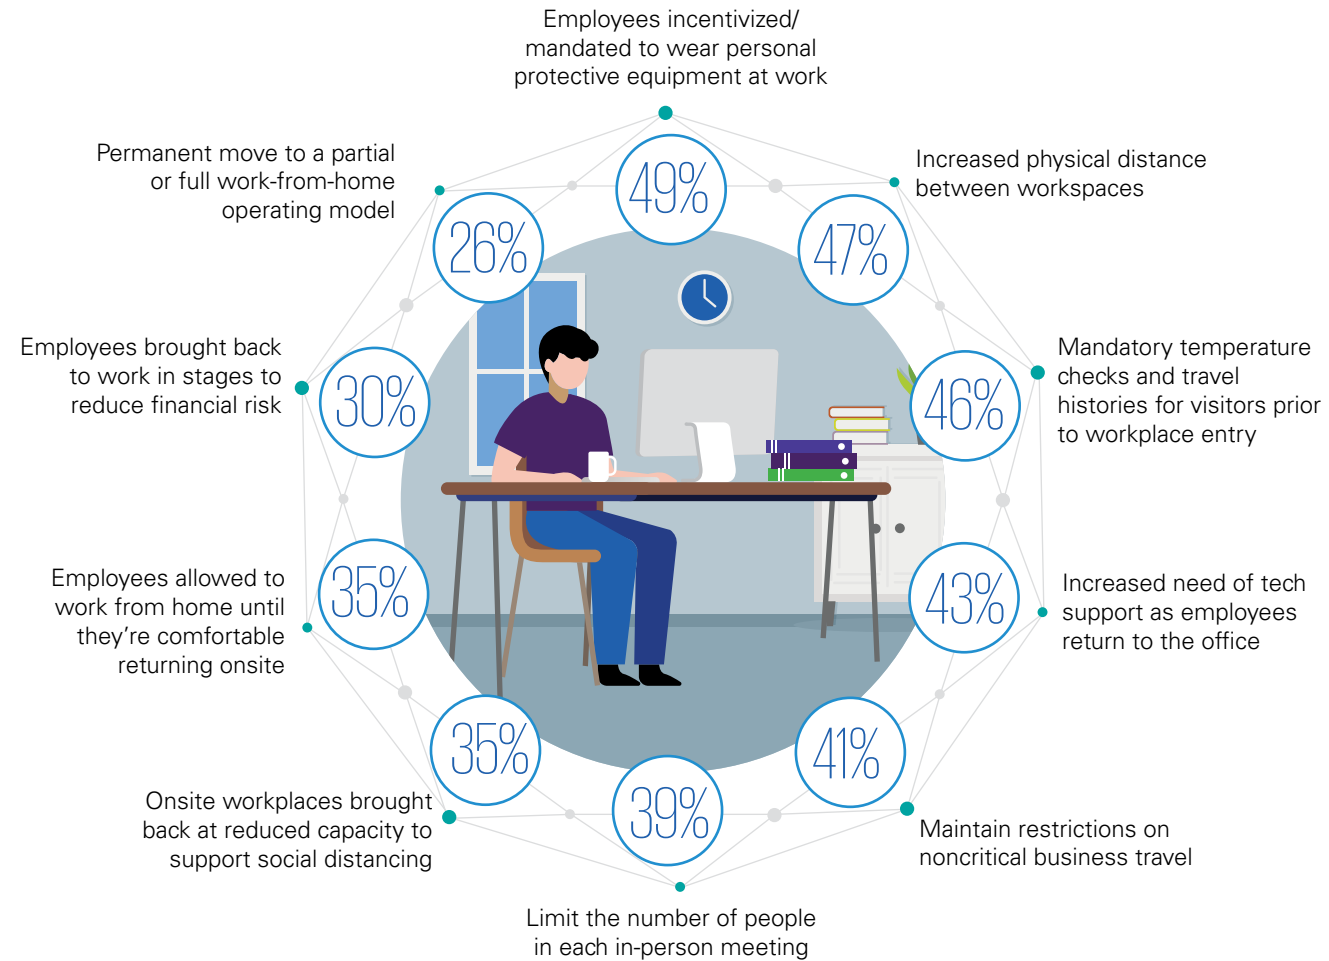 Employees incentivized/
mandated to wear personal
protective equipment at work
49%
Increased physical distance
between workspaces
47%
Mandatory temperature
checks and travel
histories for visitors prior
to workplace entry
46%
Increased need of tech
support as employees
return to the office
43%
Maintain restrictions on
noncritical business travel
41%
Limit the number of people
in each in-person meeting
39%
Onsite workplaces brought
back at reduced capacity to
support social distancing
35%
Employees allowed to
work from home until
they’re comfortable
returning onsite
35%
Employees brought back
to work in stages to
reduce financial risk
30%
Permanent move to a partial
or full work-from-home
operating model
26%